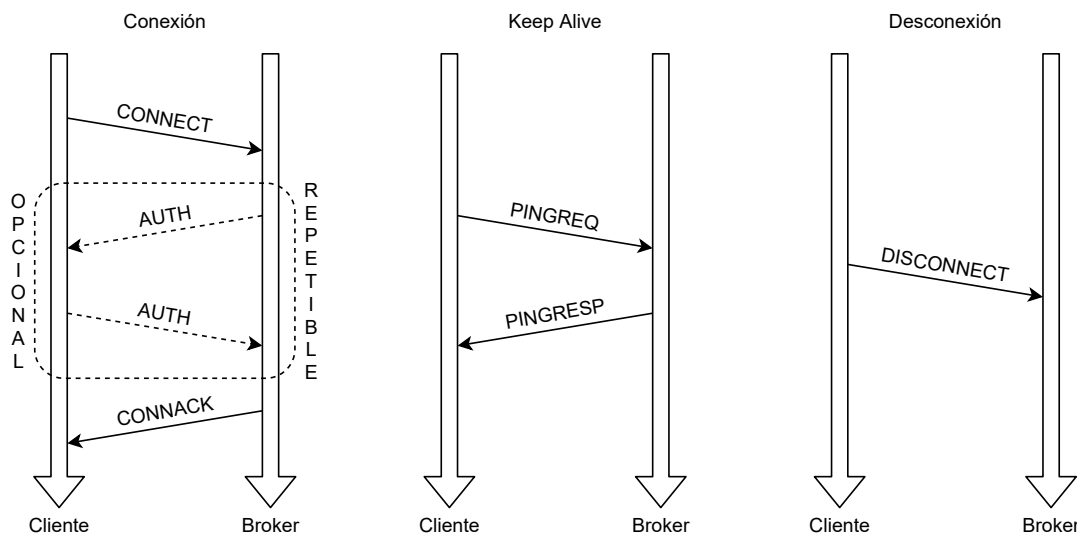 Conexión
CONNECT
OPCIONAL
REPETIBLE
AUTH
AUTH
CONNACK
Cliente
Broker
Keep Alive
PINGREQ
PINGRESP
Cliente
Broker
Desconexión
DISCONNECT
Cliente
Broker